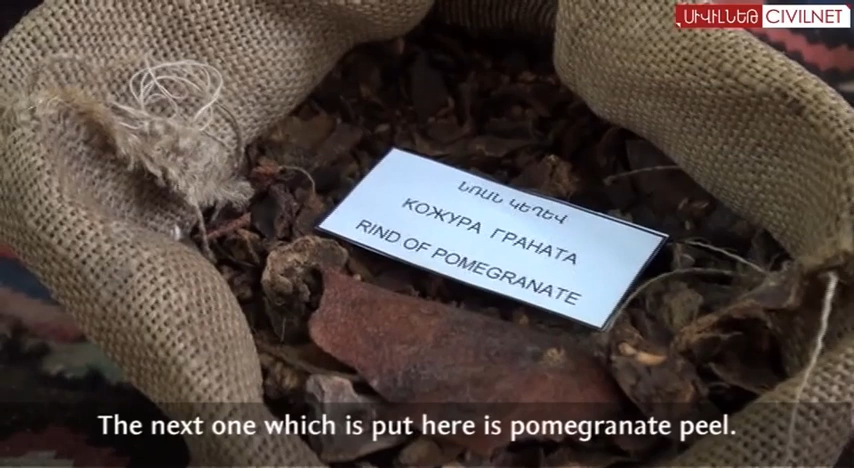 ՍԻՎԻԼՆԵԹ CIVILNET
ՆՌԱՆ ԿԵՂԵՎ
КОЖУРА ГРАНАТА
RIND OF POMEGRANATE
The next one which is put here is pomegranate peel.